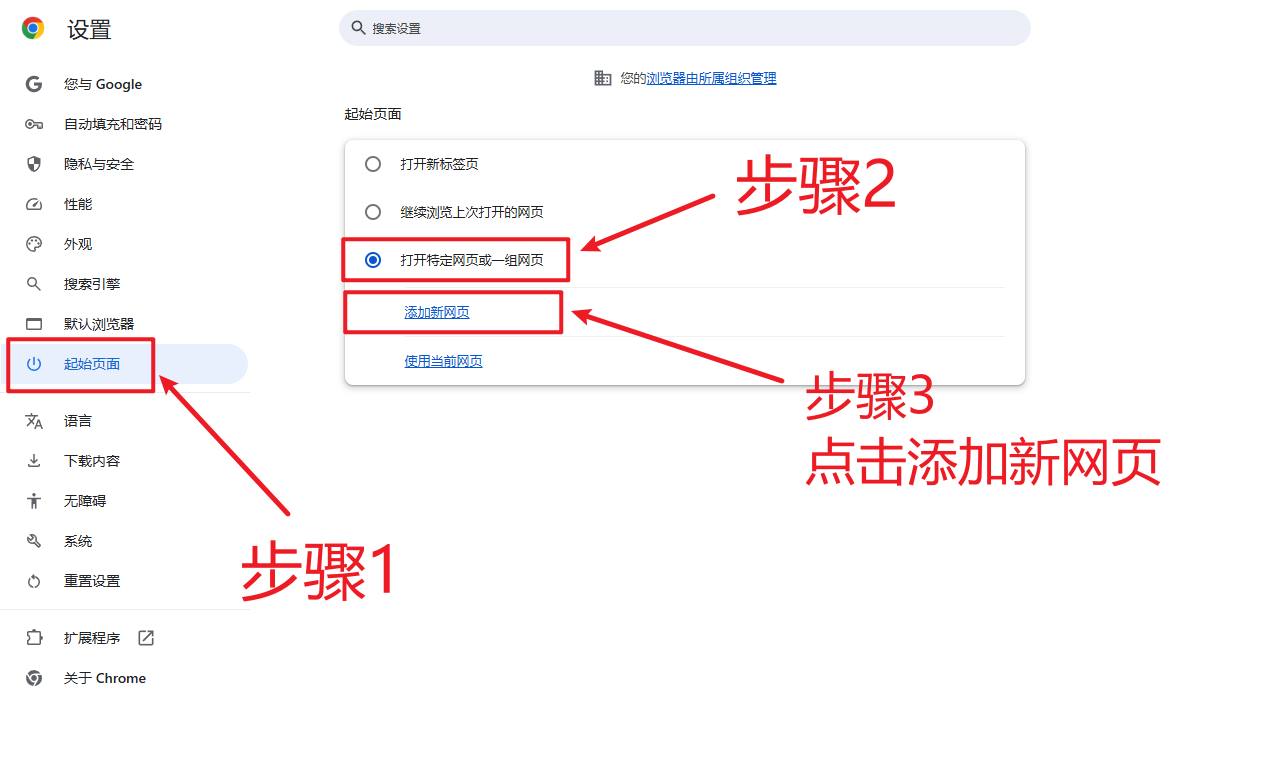 设置
搜索设置
您的浏览器由所属组织管理
您与 Google
自动填充和密码
隐私与安全
性能
外观
搜索引擎
默认浏览器
起始页面
语言
下载内容
无障碍
系统
重置设置
扩展程序
关于 Chrome
起始页面
打开新标签页
继续浏览上次打开的网页
打开特定网页或一组网页
添加新网页
使用当前网页
步骤1
步骤2
步骤3
点击添加新网页